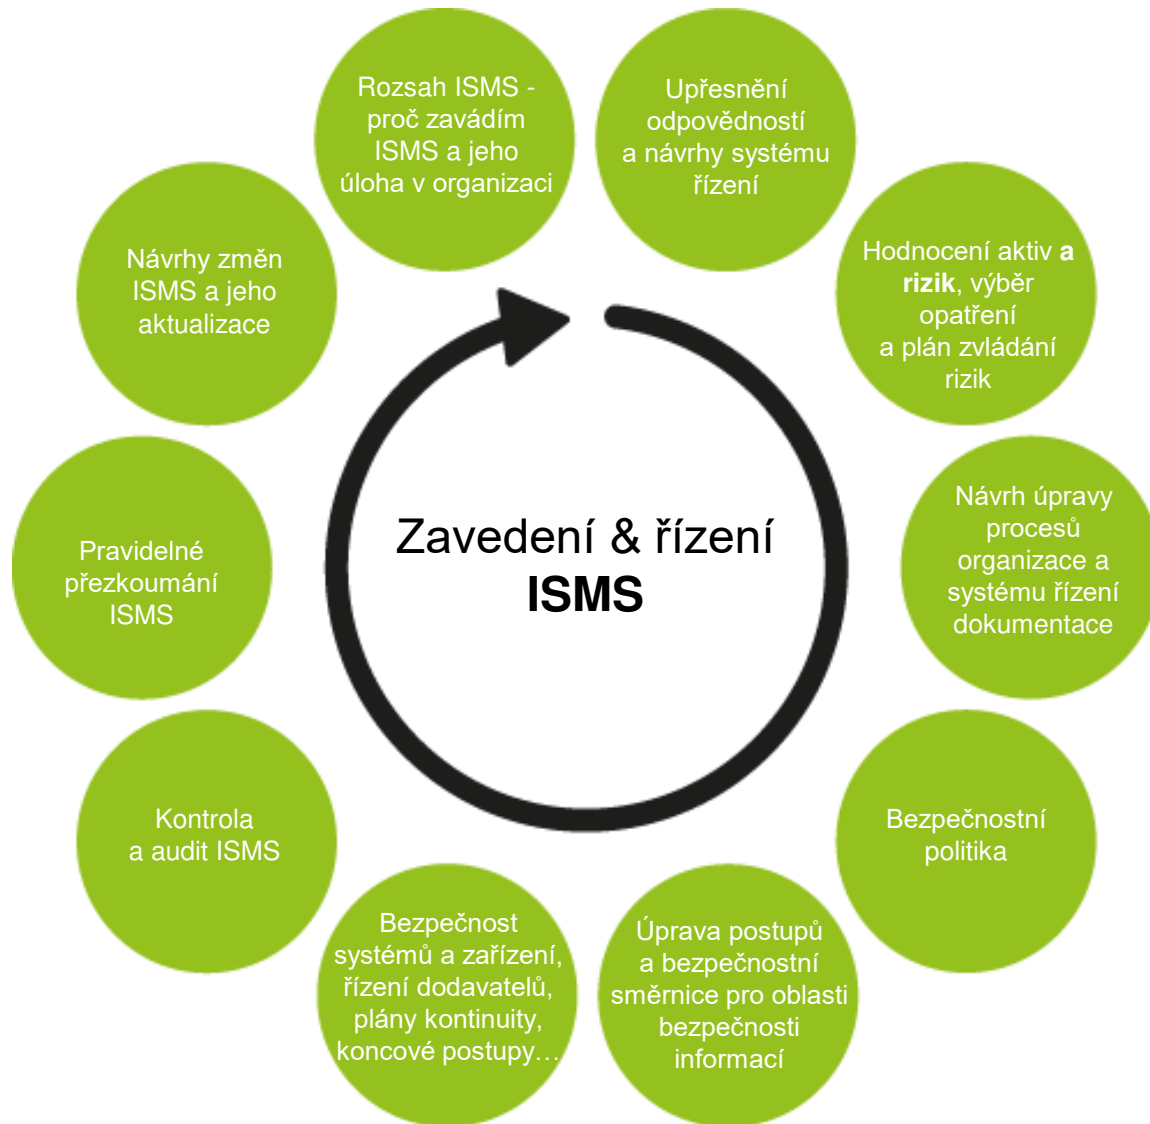 Rozsah ISMS -
proč zavádím
ISMS a jeho
úloha v organizaci
Upřesnění
odpovědností
a návrhy systému
řízení
Hodnocení aktiv a
rizik, výběr
opatření
a plán zvládání
rizik
Návrh úpravy
procesů
organizace a
systému řízení
dokumentace
Bezpečnostní
politika
Úprava postupů
a bezpečnostní
směrnice pro oblasti
bezpečnosti
informací
Bezpečnost
systémů a zařízení,
řízení dodavatelů,
plány kontinuity,
koncové postupy…
Kontrola
a audit ISMS
Pravidelné
přezkoumání
ISMS
Návrhy změn
ISMS a jeho
aktualizace
Zavedení & řízení
ISMS